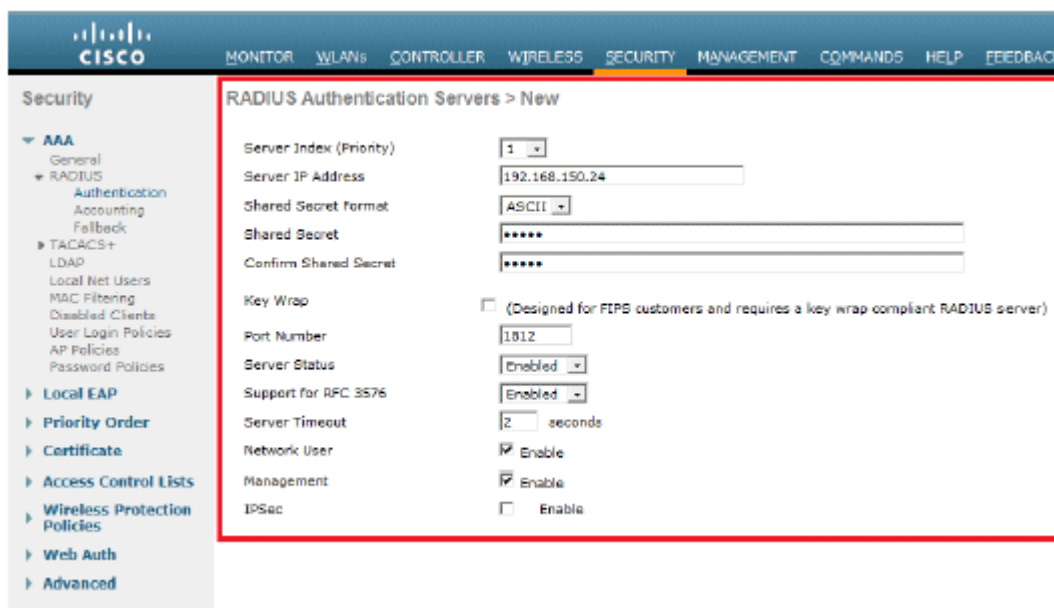 CISCO
MONITOR WLANs CONTROLLER WIRELESS SECURITY MANAGEMENT COMMANDS HELP FEEDBAC
Security
AAA
General
RADIUS
Authentication
Accounting
Fallback
TACACS+
LDAP
Local Net Users
MAC Filtering
Disabled Clients
User Login Policies
AP Policies
Password Policies
Local EAP
Priority Order
Certificate
Access Control Lists
Wireless Protection
Policies
Web Auth
Advanced
RADIUS Authentication Servers > New
Server Index (Priority) 1
Server IP Address 192.168.150.24
Shared Secret Format ASCII
Shared Secret •••••
Confirm Shared Secret •••••
Key Wrap (Designed for FIPS customers and requires a key wrap compliant RADIUS server)
Port Number 1812
Server Status Enabled
Support for RFC 3576 Enabled
Server Timeout 2 seconds
Network User Enable
Management Enable
IPSec Enable